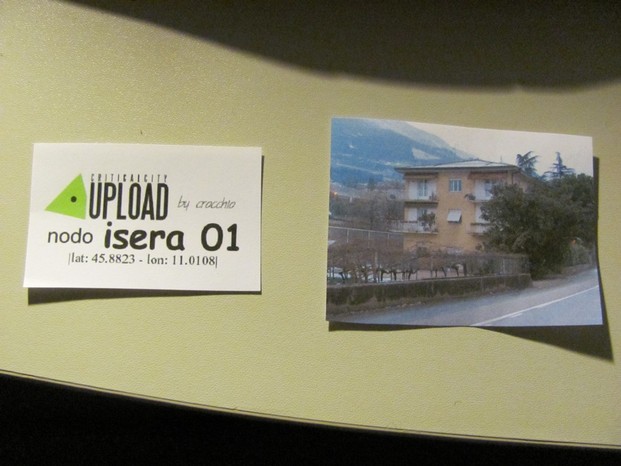 CRITICALCITY
UPLOAD by cracchio
nodo isera 01
|lat: 45.8823 - lon: 11.0108|